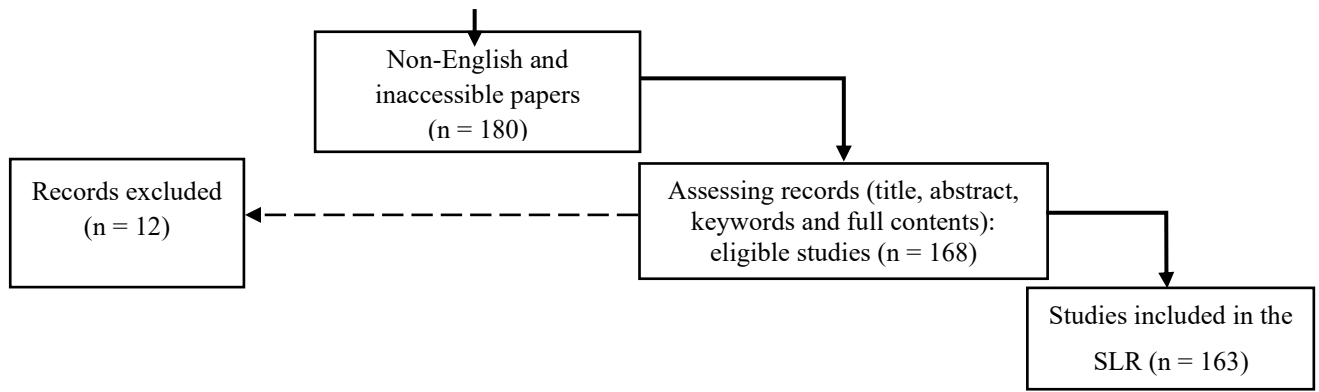 Non-English and
inaccessible papers
(n = 180)
Records excluded
(n = 12)
Assessing records (title, abstract,
keywords and full contents):
eligible studies (n = 168)
Studies included in the
SLR (n = 163)